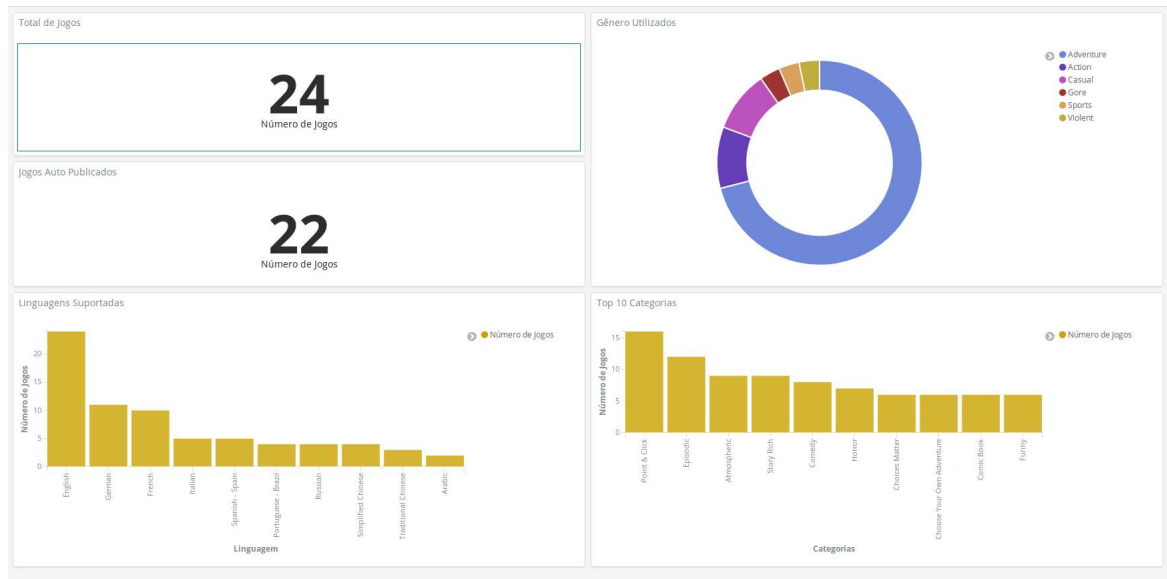 Total de Jogos
24
Número de Jogos
Jogos Auto Publicados
22
Número de Jogos
Gênero Utilizados
Adventure
Action
Casual
Gore
Sports
Violent
Linguagens Suportadas
Número de Jogos
Número de Jogos
20
15
10
5
0
English
German
French
Italian
Spanish - Spain
Portuguese - Brazil
Russian
Simplified Chinese
Traditional Chinese
Arabic
Linguagem
Top 10 Categorias
Número de Jogos
Número de Jogos
15
10
5
0
Point & Click
Episodic
Atmospheric
Story Rich
Comedy
Horror
Choices Matter
Choose Your Own Adventure
Comic Book
Funny
Categorias